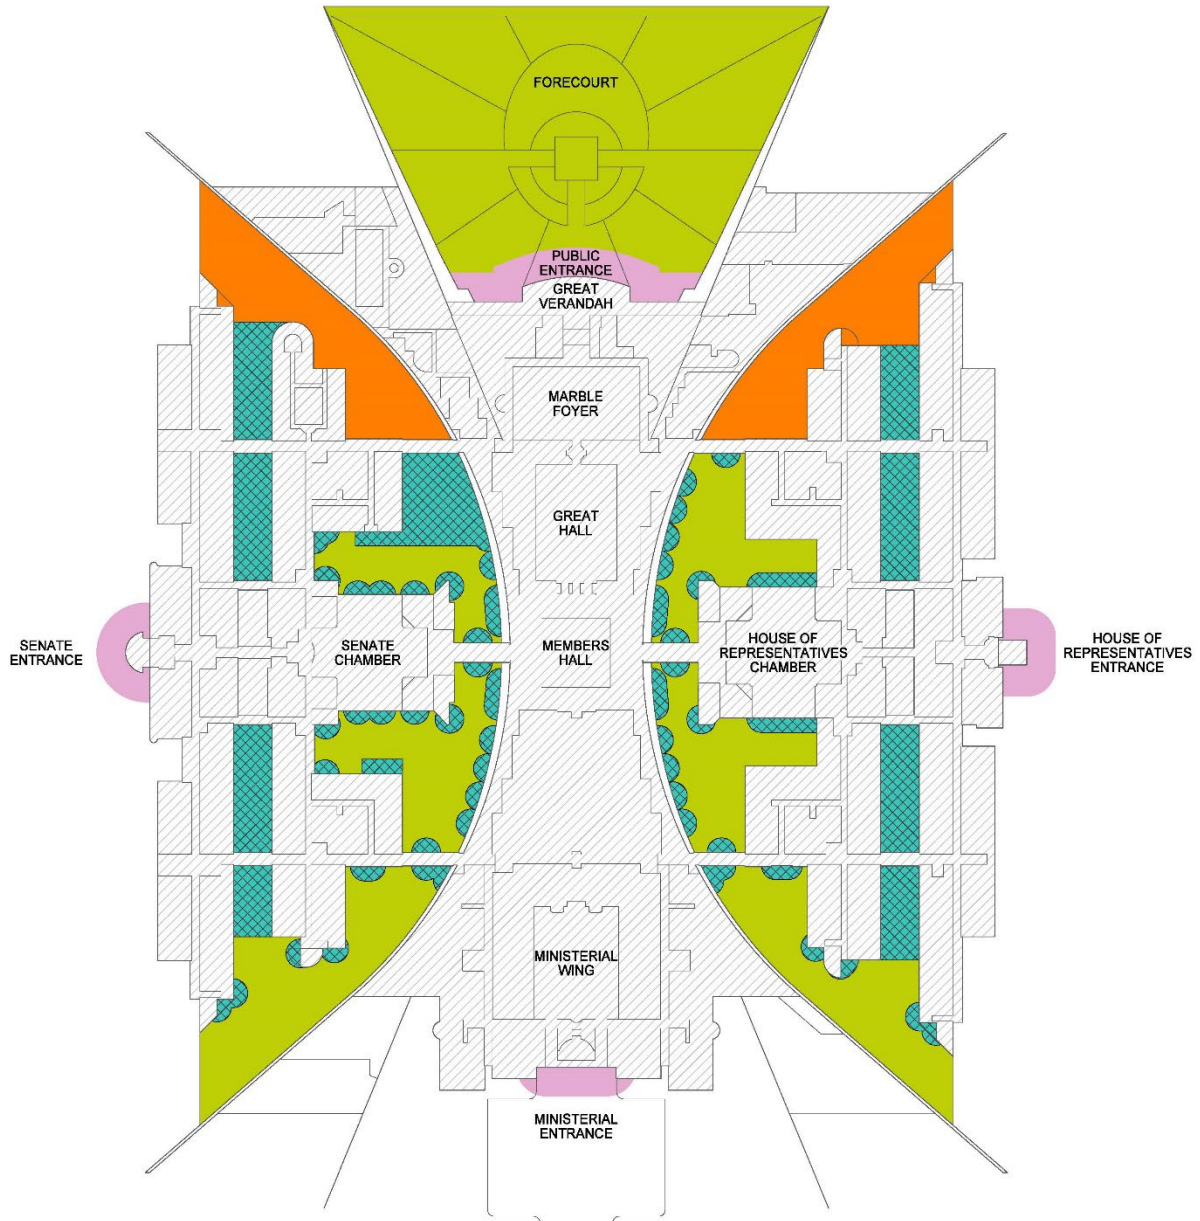 FORECOURT
PUBLIC
ENTRANCE
GREAT
VERANDAH
MARBLE
FOYER
GREAT
HALL
SENATE
ENTRANCE
SENATE
CHAMBER
MEMBERS
HALL
HOUSE OF
REPRESENTATIVES
CHAMBER
HOUSE OF
REPRESENTATIVES
ENTRANCE
MINISTERIAL
WING
MINISTERIAL
ENTRANCE